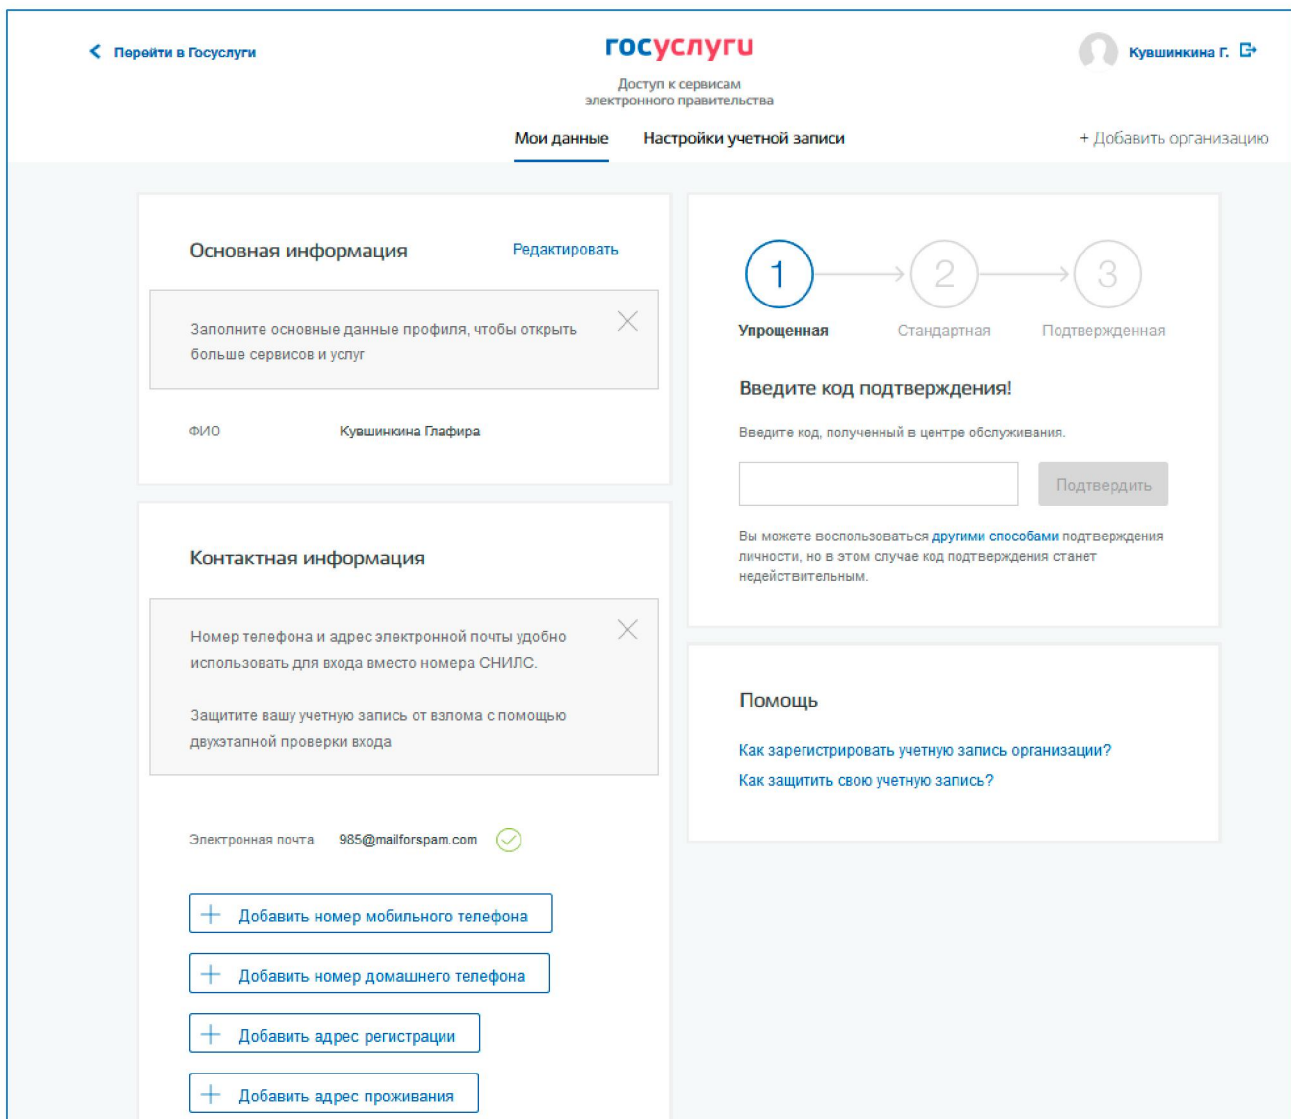 Перейти в Госуслуги
госуслуги
Кувшинкина Г.
Доступ к сервисам
электронного правительства
Мои данные
Настройки учетной записи
+ Добавить организацию
Основная информация
Редактировать
Заполните основные данные профиля, чтобы открыть
больше сервисов и услуг
ФИО
Кувшинкина Глафира
Контактная информация
Номер телефона и адрес электронной почты удобно
использовать для входа вместо номера СНИЛС.
Защитите вашу учетную запись от взлома с помощью
двухэтапной проверки входа
Электронная почта
985@mailforspam.com
Добавить номер мобильного телефона
Добавить номер домашнего телефона
Добавить адрес регистрации
Добавить адрес проживания
1
2
3
Упрощенная
Стандартная
Подтвержденная
Введите код подтверждения!
Введите код, полученный в центре обслуживания.
Подтвердить
Вы можете воспользоваться другими способами подтверждения
личности, но в этом случае код подтверждения станет
недействительным.
Помощь
Как зарегистрировать учетную запись организации?
Как защитить свою учетную запись?